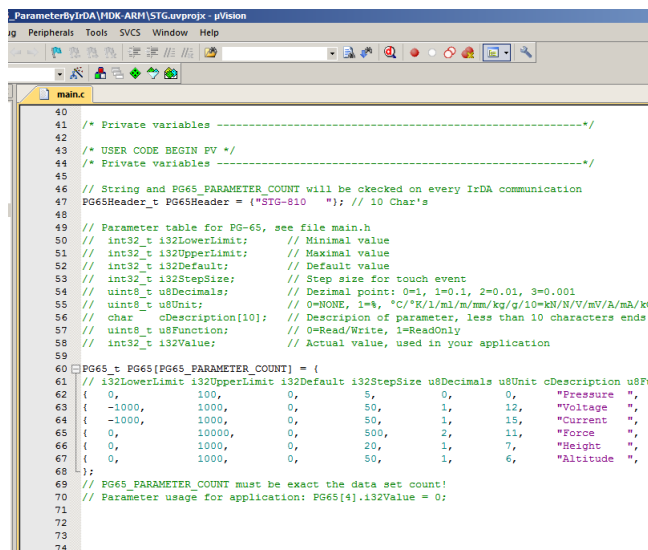 _ParameterByIrDA\MDK-ARM\STG.uvprojx - µVision
ug Peripherals Tools SVCS Window Help
main.c
40
41 /* Private variables ---------------------------------------------------------*/
42
43 /* USER CODE BEGIN PV */
44 /* Private variables ---------------------------------------------------------*/
45
46 // String and PG65_PARAMETER_COUNT will be ckecked on every IrDA communication
47 PG65Header_t PG65Header = {"STG-810   "}; // 10 Char's
48
49 // Parameter table for PG-65, see file main.h
50 //  int32_t i32LowerLimit;     // Minimal value
51 //  int32_t i32UpperLimit;     // Maximal value
52 //  int32_t i32Default;        // Default value
53 //  int32_t i32StepSize;       // Step size for touch event
54 //  uint8_t u8Decimals;        // Dezimal point: 0=1, 1=0.1, 2=0.01, 3=0.001
55 //  uint8_t u8Unit;            // 0=NONE, 1=%, °C/°K/l/ml/m/mm/kg/g/10=kN/N/V/mV/A/mA/k
56 //  char    cDescription[10];  // Descripion of parameter, less than 10 characters ends
57 //  uint8_t u8Function;        // 0=Read/Write, 1=ReadOnly
58 //  int32_t i32Value;          // Actual value, used in your application
59
60 PG65_t PG65[PG65_PARAMETER_COUNT] = {
61 // i32LowerLimit i32UpperLimit i32Default i32StepSize u8Decimals u8Unit cDescription u8Fu
62 {  0,          100,        0,         5,         0,      0,     "Pressure  ",
63 {  -1000,      1000,       0,         50,        1,      12,    "Voltage   ",
64 {  -1000,      1000,       0,         50,        1,      15,    "Current   ",
65 {  0,          10000,      0,         500,       2,      11,    "Force     ",
66 {  0,          1000,       0,         20,        1,      7,     "Height    ",
67 {  0,          1000,       0,         50,        1,      6,     "Altitude  ",
68 };
69 // PG65_PARAMETER_COUNT must be exact the data set count!
70 // Parameter usage for application: PG65[4].i32Value = 0;
71
72
73
74